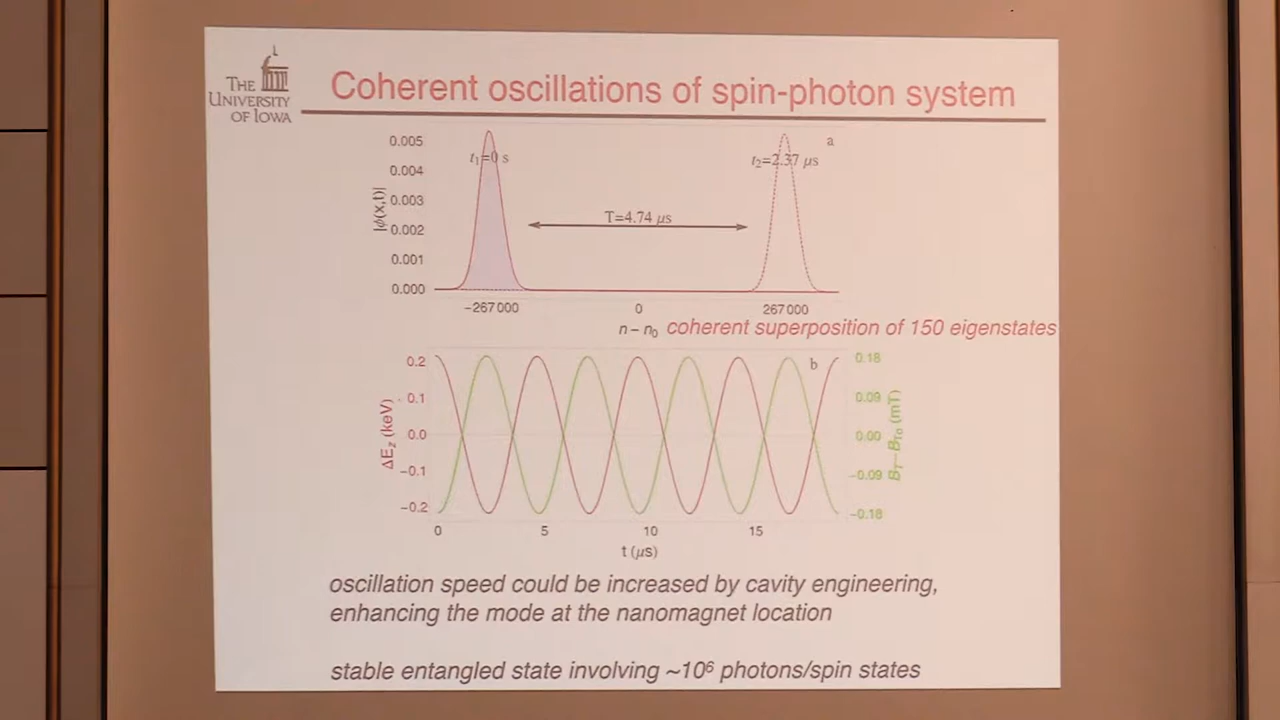 THE
UNIVERSITY
OF IOWA
Coherent oscillations of spin-photon system
a
0.005
t₁=0 s
t₂=2.37 μs
0.004
|ϕ(x,t)|
0.003
T=4.74 μs
0.002
0.001
0.000
−267 000 0 267 000
n − n₀ coherent superposition of 150 eigenstates
b
0.2 0.18
0.1 0.09
ΔE_z (keV)
0.0 0.00
B_T−B_T0 (mT)
−0.1 −0.09
−0.2 −0.18
0 5 10 15
t (μs)
oscillation speed could be increased by cavity engineering,
enhancing the mode at the nanomagnet location
stable entangled state involving ~10⁶ photons/spin states